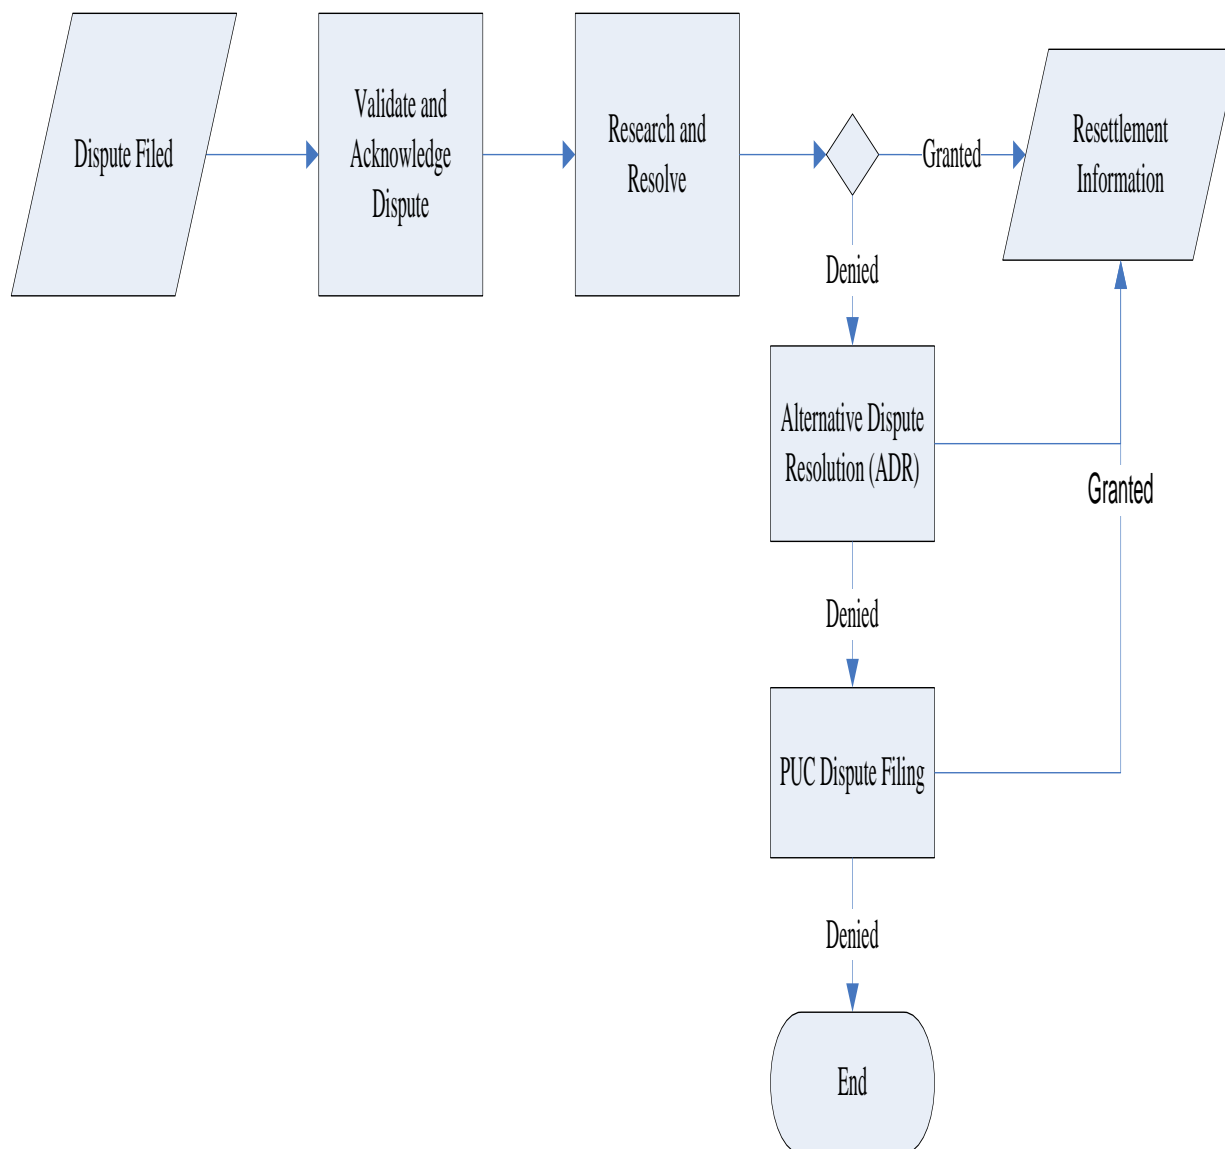 Dispute Filed
Validate and
Acknowledge
Dispute
Research and
Resolve
Granted
Resettlement
Information
Denied
Alternative Dispute
Resolution (ADR)
Granted
Denied
PUC Dispute Filing
Denied
End